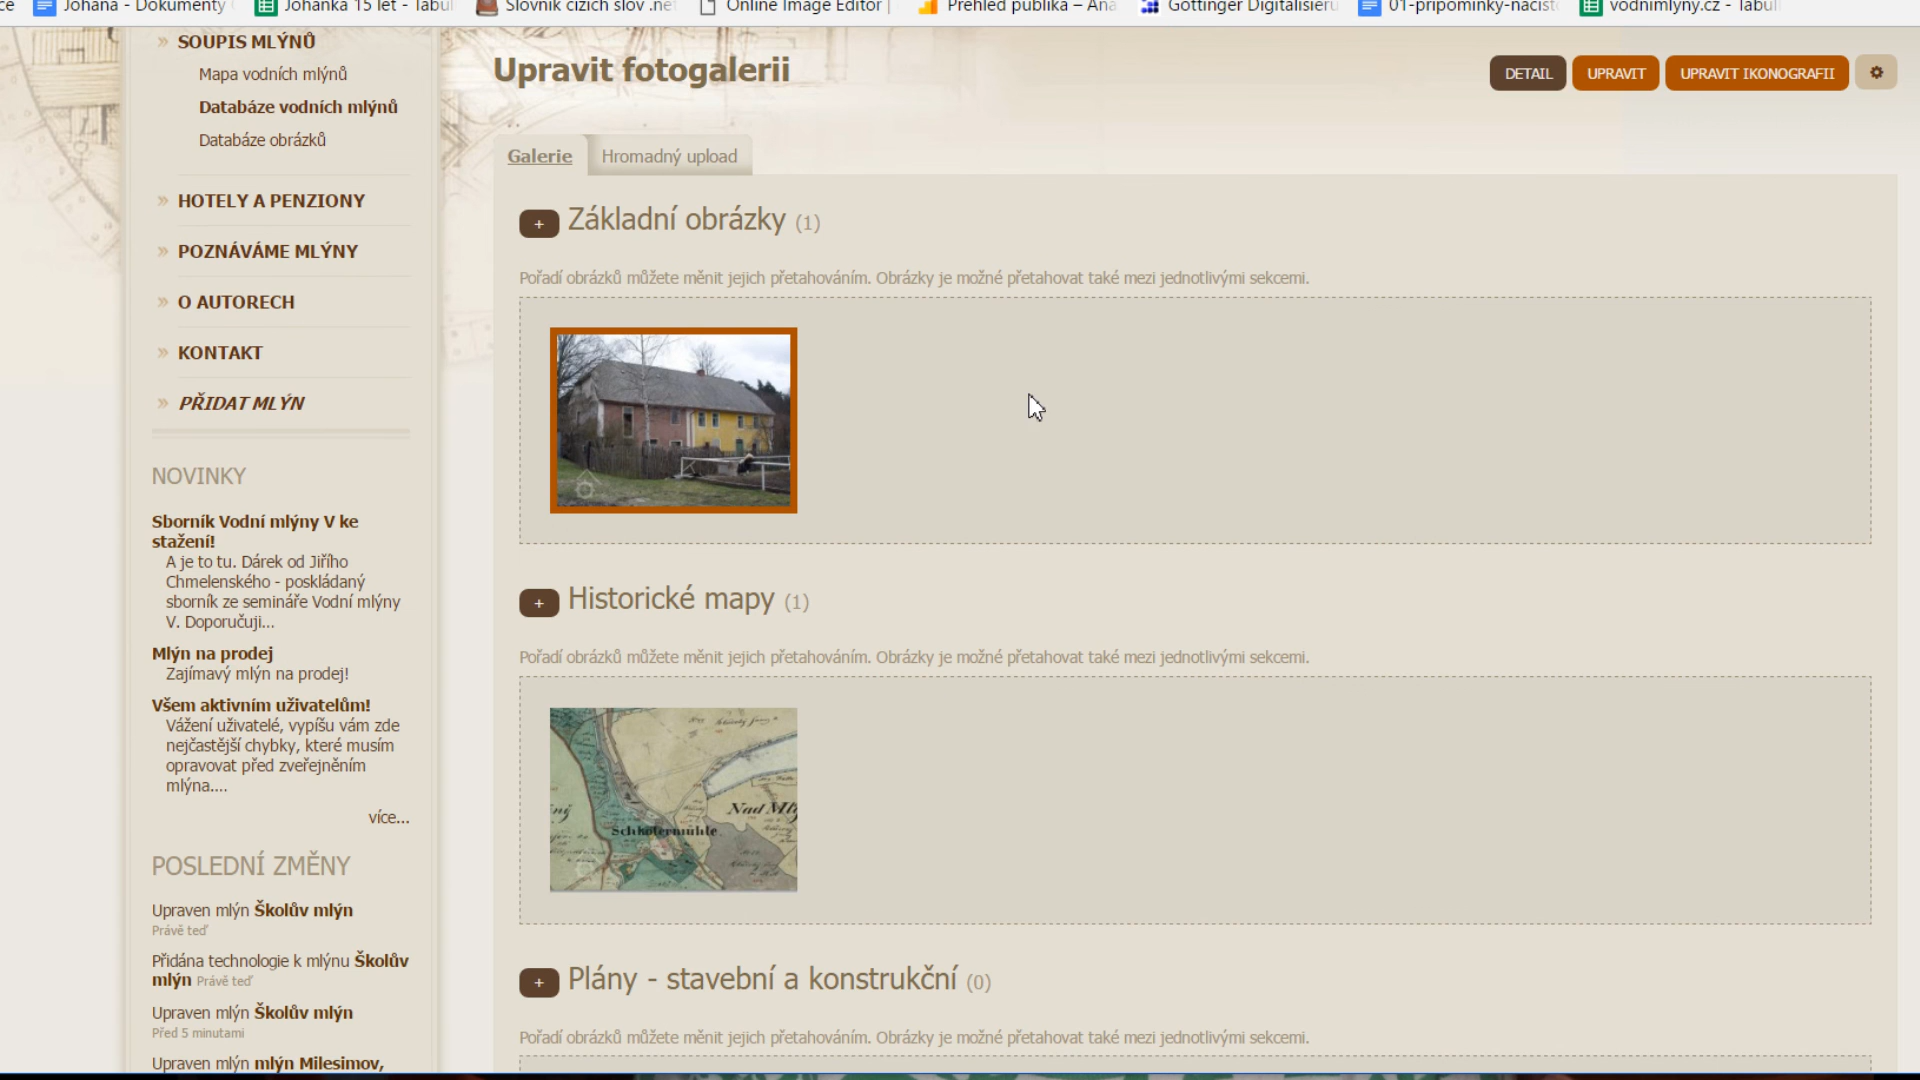 Johana - Dokumenty
Johanka 15 let - Tabul
Slovník cizích slov .net
Online Image Editor |
Přehled publika – Ana
Göttinger Digitalisieru
01-pripominky-nacist
vodnimlyny.cz - Tabul
» SOUPIS MLÝNŮ
Mapa vodních mlýnů
Databáze vodních mlýnů
Databáze obrázků
» HOTELY A PENZIONY
» POZNÁVÁME MLÝNY
» O AUTORECH
» KONTAKT
» PŘIDAT MLÝN
NOVINKY
Sborník Vodní mlýny V ke
stažení!
A je to tu. Dárek od Jiřího
Chmelenského - poskládaný
sborník ze semináře Vodní mlýny
V. Doporučuji...
Mlýn na prodej
Zajímavý mlýn na prodej!
Všem aktivním uživatelům!
Vážení uživatelé, vypíšu vám zde
nejčastější chybky, které musím
opravovat před zveřejněním
mlýna....
více...
POSLEDNÍ ZMĚNY
Upraven mlýn Školův mlýn
Právě teď
Přidána technologie k mlýnu Školův
mlýn Právě teď
Upraven mlýn Školův mlýn
Před 5 minutami
Upraven mlýn mlýn Milesimov,
Upravit fotogalerii
DETAIL
UPRAVIT
UPRAVIT IKONOGRAFII
Galerie
Hromadný upload
+ Základní obrázky (1)
Pořadí obrázků můžete měnit jejich přetahováním. Obrázky je možné přetahovat také mezi jednotlivými sekcemi.
+ Historické mapy (1)
Pořadí obrázků můžete měnit jejich přetahováním. Obrázky je možné přetahovat také mezi jednotlivými sekcemi.
Nad Ml
Schkolermühle
+ Plány - stavební a konstrukční (0)
Pořadí obrázků můžete měnit jejich přetahováním. Obrázky je možné přetahovat také mezi jednotlivými sekcemi.